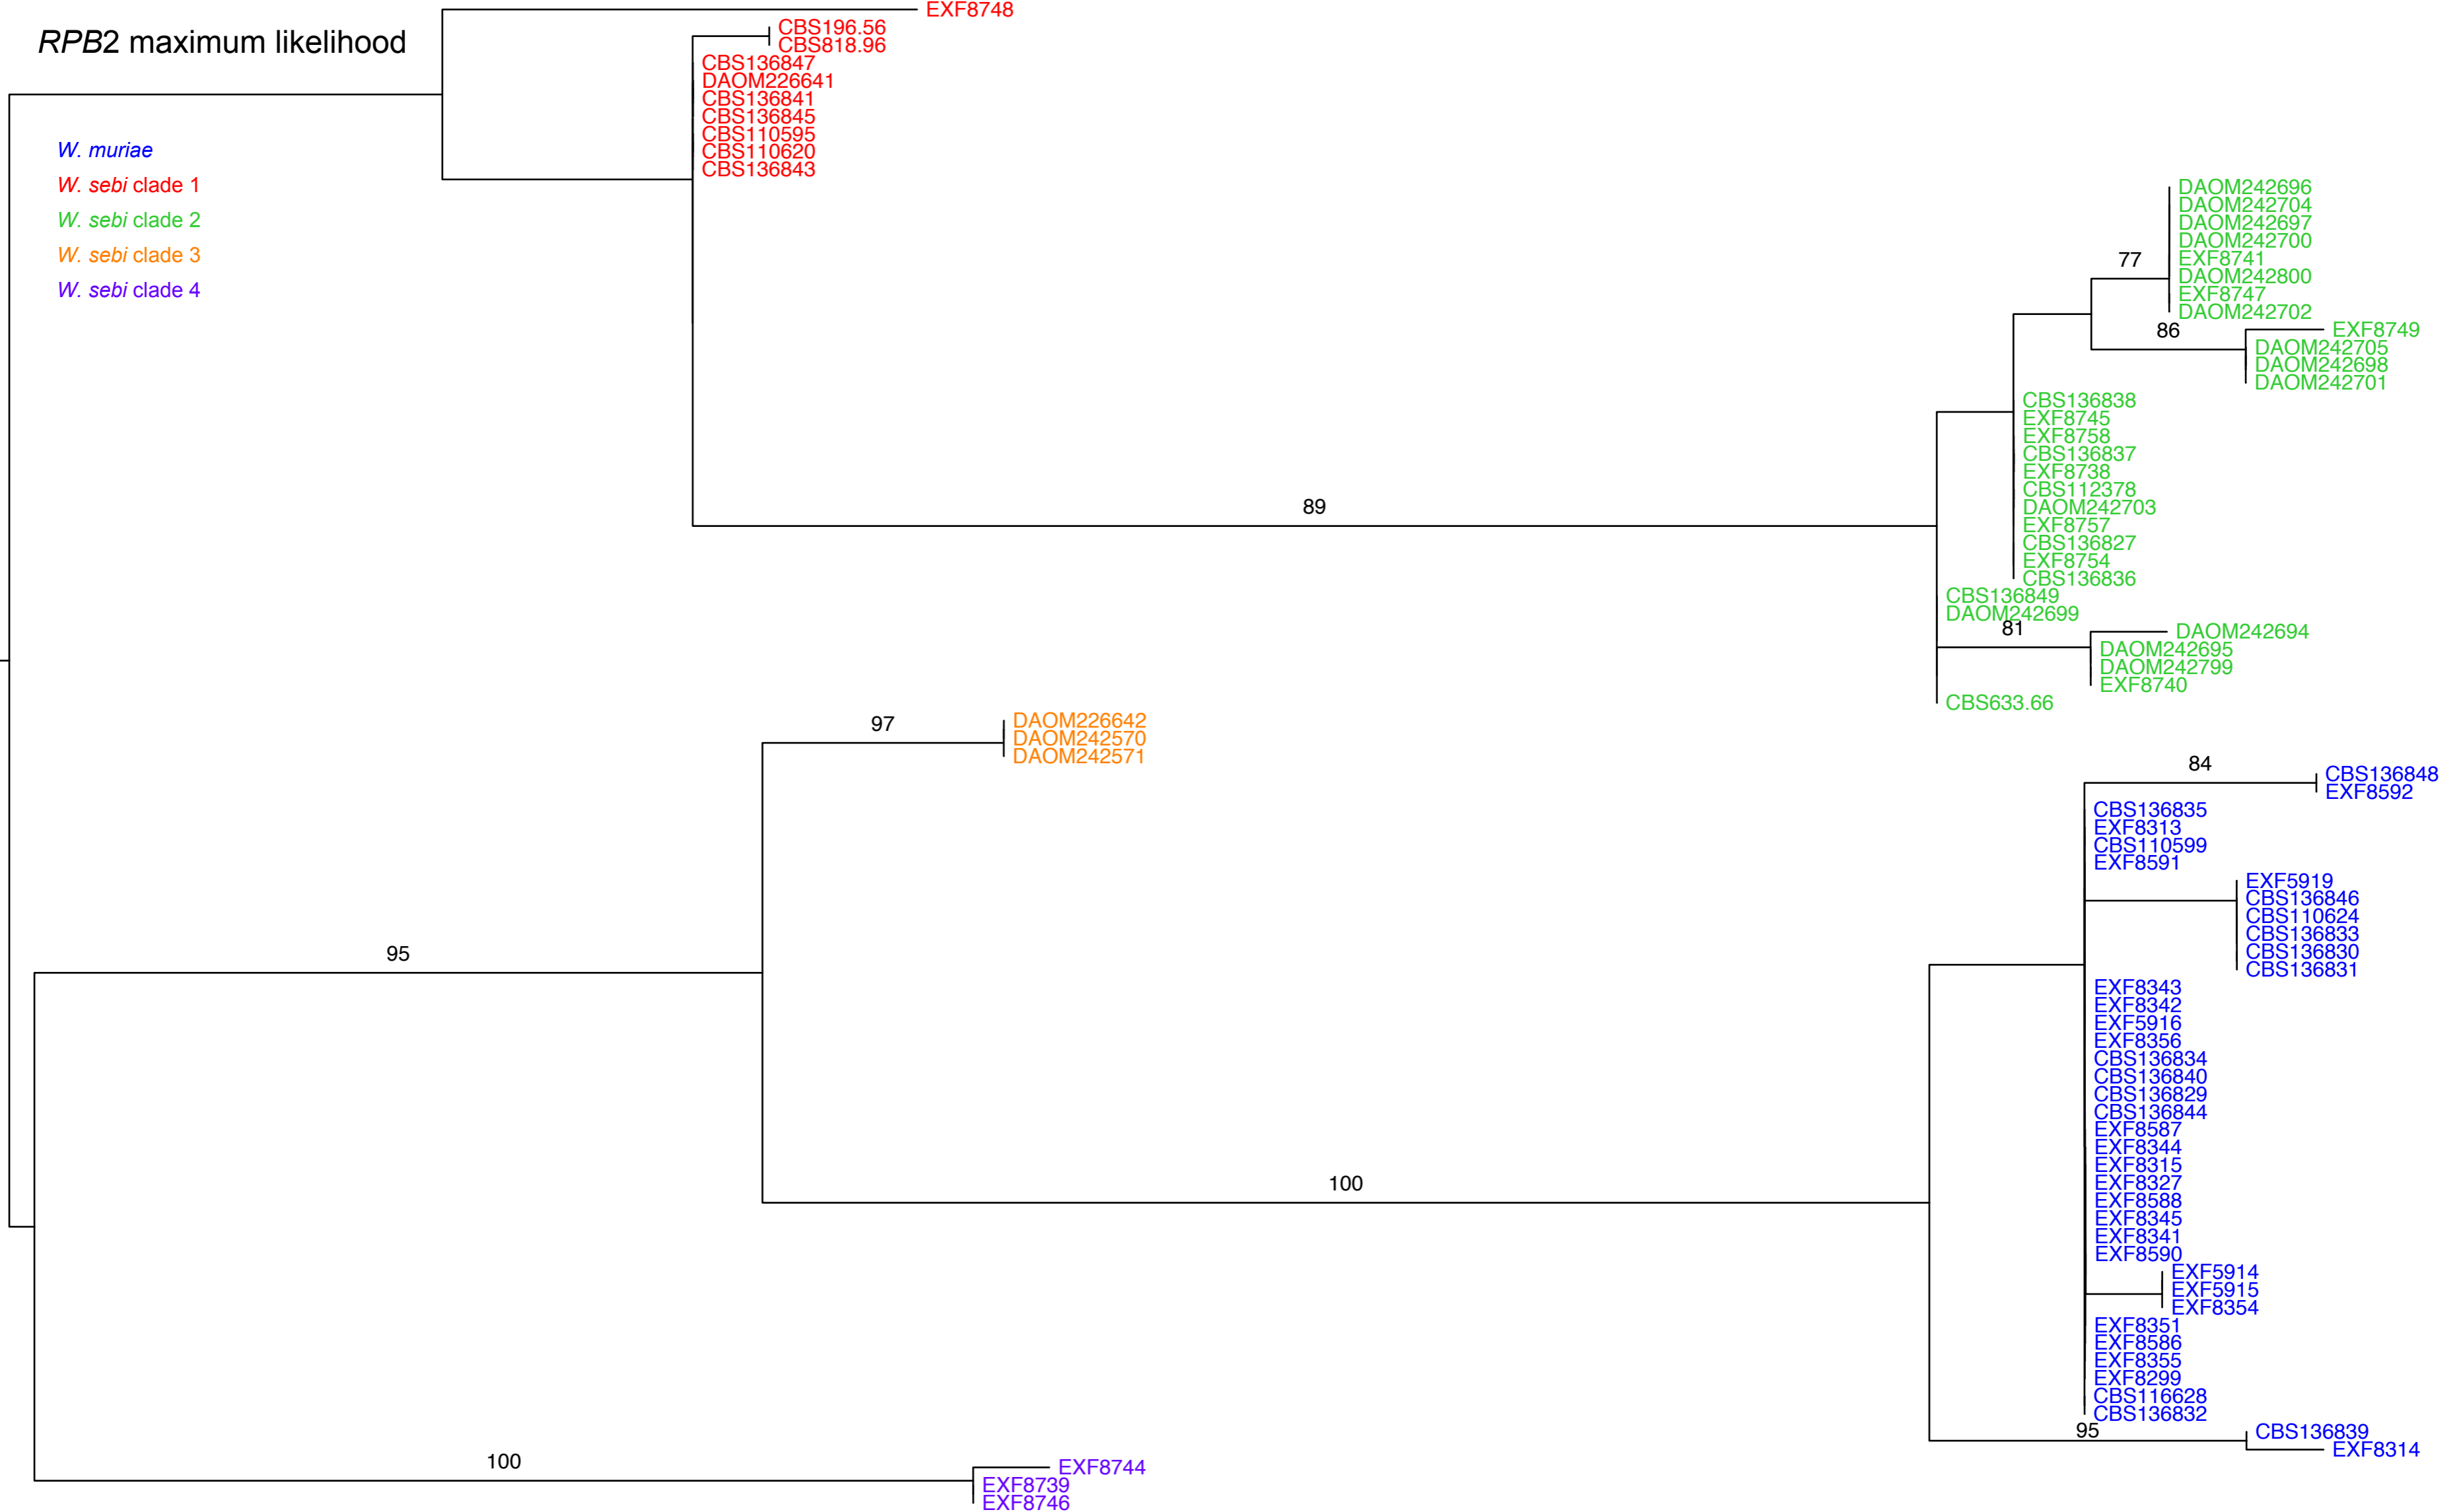 EXF8748
RPB2 maximum likelihood
CBS196.56
CBS818.96
CBS136847
DAOM226641
CBS136841
CBS136845
CBS110595
CBS110620
CBS136843
W. muriae
W. sebi clade 1
W. sebi clade 2
W. sebi clade 3
W. sebi clade 4
DAOM242696
DAOM242704
DAOM242697
DAOM242700
77
EXF8741
DAOM242800
EXF8747
DAOM242702
86
EXF8749
DAOM242705
DAOM242698
DAOM242701
CBS136838
EXF8745
EXF8758
CBS136837
EXF8738
CBS112378
89
DAOM242703
EXF8757
CBS136827
EXF8754
CBS136836
CBS136849
DAOM242699
81
DAOM242694
DAOM242695
DAOM242799
EXF8740
CBS633.66
97
DAOM226642
DAOM242570
DAOM242571
84
CBS136848
EXF8592
CBS136835
EXF8313
CBS110599
EXF8591
EXF5919
CBS136846
CBS110624
CBS136833
CBS136830
CBS136831
95
EXF8343
EXF8342
EXF5916
EXF8356
CBS136834
CBS136840
CBS136829
CBS136844
EXF8587
EXF8344
EXF8315
100
EXF8327
EXF8588
EXF8345
EXF8341
EXF8590
EXF5914
EXF5915
EXF8354
EXF8351
EXF8586
EXF8355
EXF8299
CBS116628
CBS136832
95
CBS136839
EXF8314
100
EXF8744
EXF8739
EXF8746